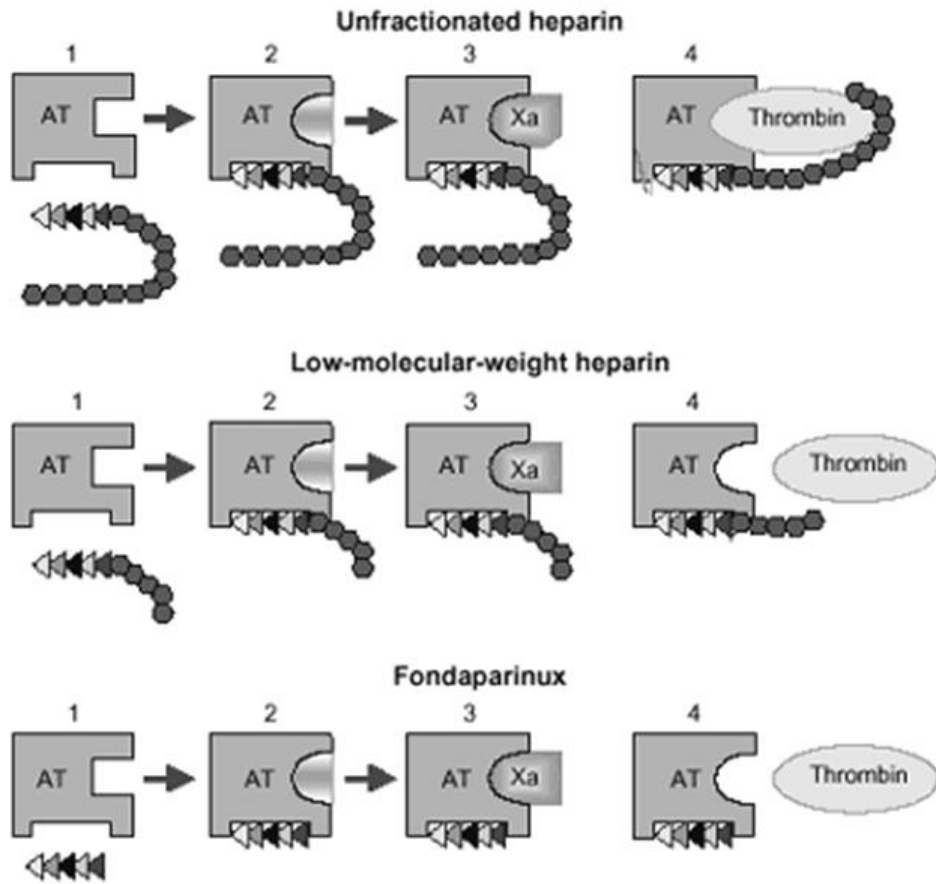 Unfractionated heparin
1 2 3 4
AT AT AT Xa AT Thrombin
Low-molecular-weight heparin
1 2 3 4
AT AT AT Xa AT Thrombin
Fondaparinux
1 2 3 4
AT AT AT Xa AT Thrombin